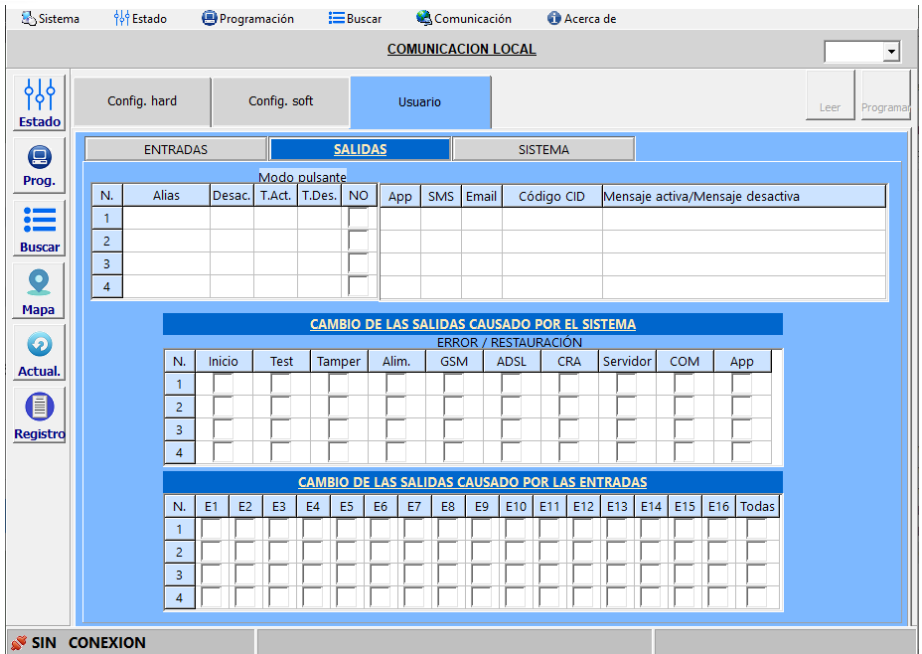 Sistema Estado Programación Buscar Comunicación Acerca de
COMUNICACION LOCAL
Config. hard Config. soft Usuario Leer Programar
Estado
Prog.
Buscar
Mapa
Actual.
Registro
ENTRADAS SALIDAS SISTEMA
Modo pulsante
N. Alias Desac. T.Act. T.Des. NO App SMS Email Código CID Mensaje activa/Mensaje desactiva
1
2
3
4
CAMBIO DE LAS SALIDAS CAUSADO POR EL SISTEMA
ERROR / RESTAURACIÓN
N. Inicio Test Tamper Alim. GSM ADSL CRA Servidor COM App
1
2
3
4
CAMBIO DE LAS SALIDAS CAUSADO POR LAS ENTRADAS
N. E1 E2 E3 E4 E5 E6 E7 E8 E9 E10 E11 E12 E13 E14 E15 E16 Todas
1
2
3
4
SIN CONEXION